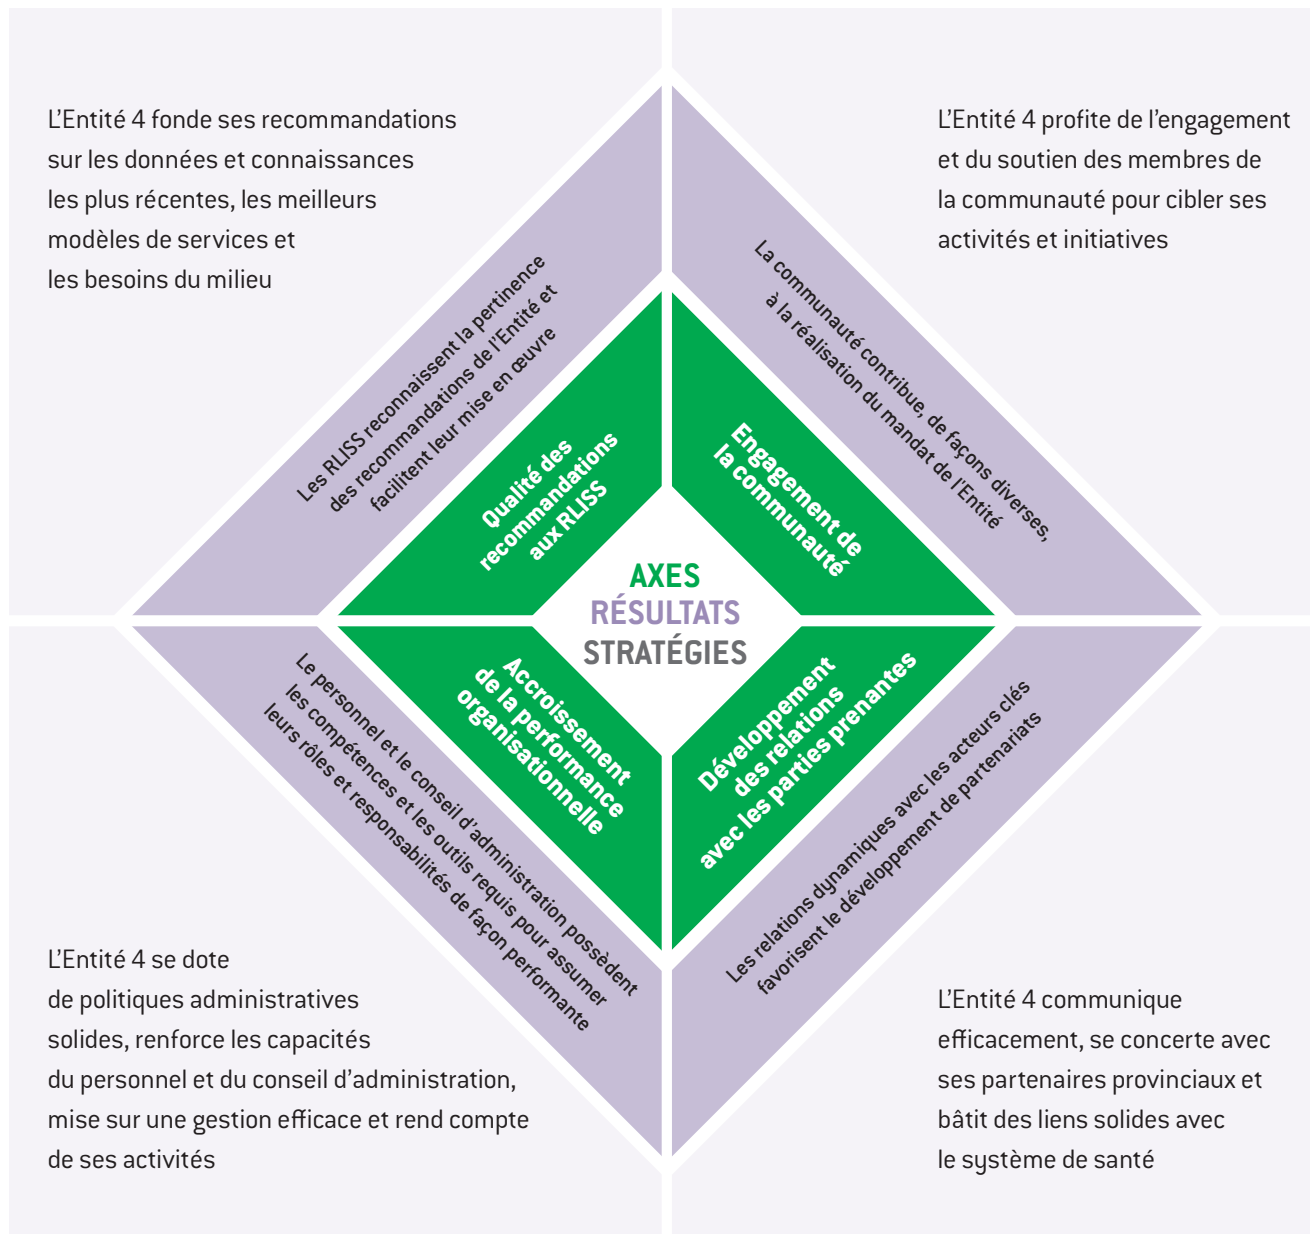 L’Entité 4 fonde ses recommandations
sur les données et connaissances
les plus récentes, les meilleurs
modèles de services et
les besoins du milieu
L’Entité 4 profite de l’engagement
et du soutien des membres de
la communauté pour cibler ses
activités et initiatives
Les RLISS reconnaissent la pertinence
des recommandations de l’Entité et
facilitent leur mise en œuvre
La communauté contribue, de façons diverses,
à la réalisation du mandat de l’Entité
Qualité des
recommandations
aux RLISS
Engagement de
la communauté
AXES
RÉSULTATS
STRATÉGIES
Accroissement
de la performance
organisationnelle
Développement
des relations
avec les parties prenantes
Le personnel et le conseil d’administration possèdent
les compétences et les outils requis pour assumer
leurs rôles et responsabilités de façon performante
Les relations dynamiques avec les acteurs clés
favorisent le développement de partenariats
L’Entité 4 se dote
de politiques administratives
solides, renforce les capacités
du personnel et du conseil d’administration,
mise sur une gestion efficace et rend compte
de ses activités
L’Entité 4 communique
efficacement, se concerte avec
ses partenaires provinciaux et
bâtit des liens solides avec
le système de santé